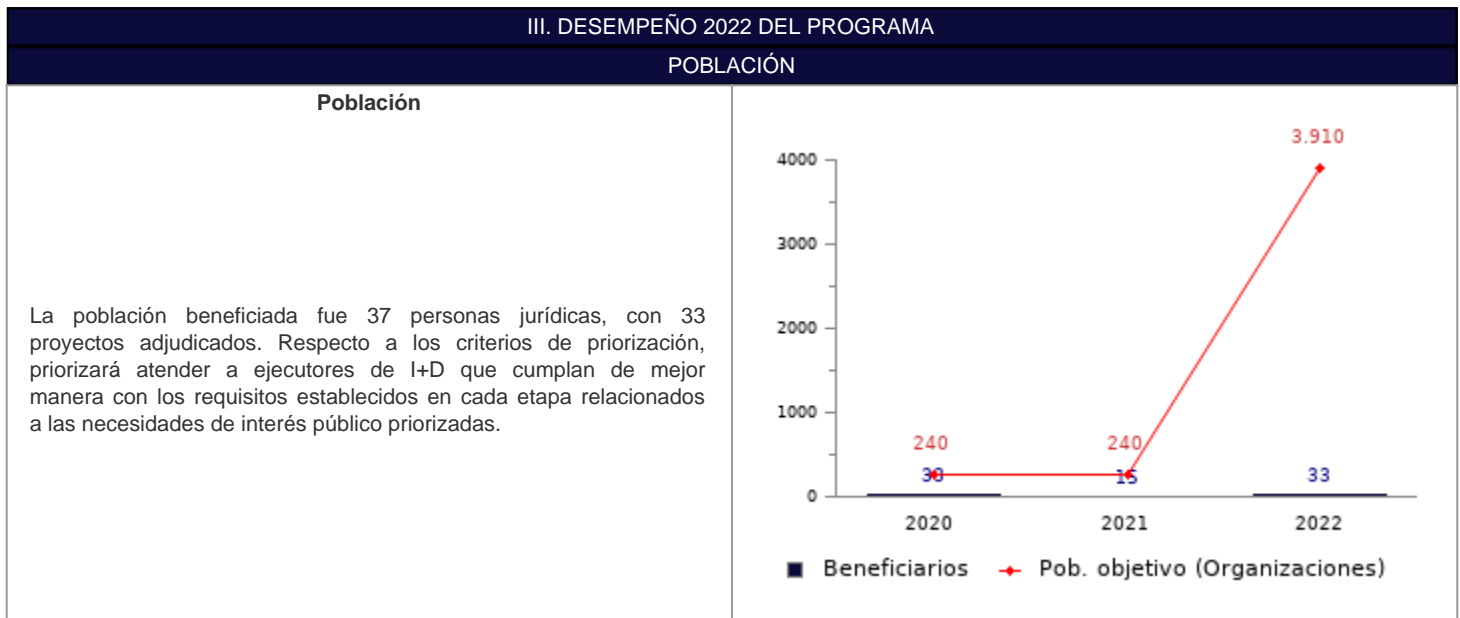 III. DESEMPEÑO 2022 DEL PROGRAMA
POBLACIÓN
Población
La población beneficiada fue 37 personas jurídicas, con 33
proyectos adjudicados. Respecto a los criterios de priorización,
priorizará atender a ejecutores de I+D que cumplan de mejor
manera con los requisitos establecidos en cada etapa relacionados
a las necesidades de interés público priorizadas.
3.910
4000
3000
2000
1000
240 240
15 33
0
2020 2021 2022
Beneficiarios Pob. objetivo (Organizaciones)